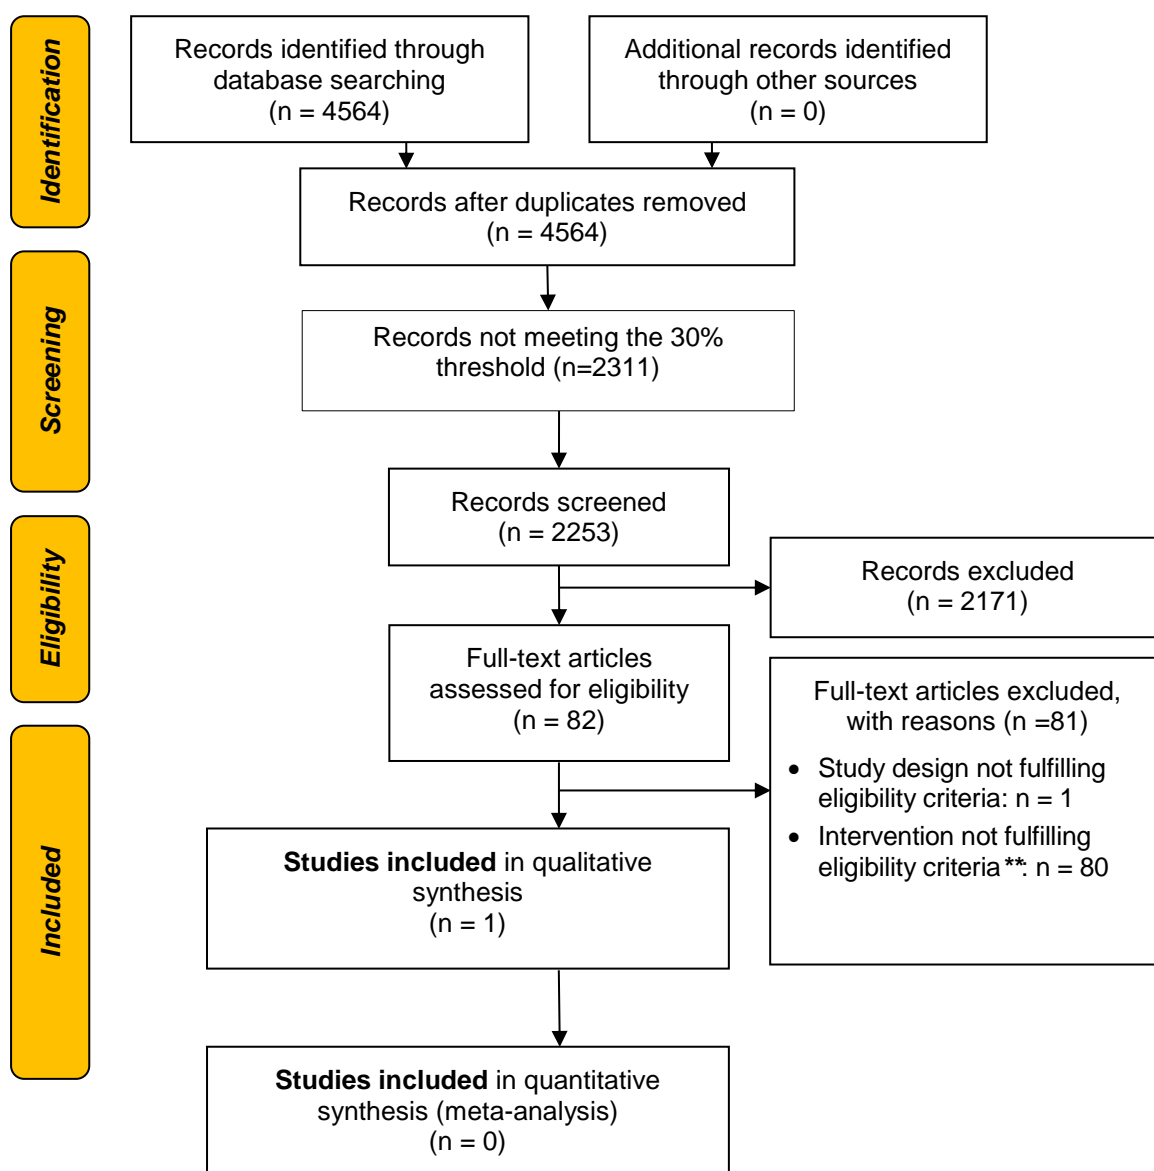 Identification
Records identified through
database searching
(n = 4564)
Additional records identified
through other sources
(n = 0)
Records after duplicates removed
(n = 4564)
Screening
Records not meeting the 30%
threshold (n=2311)
Records screened
(n = 2253)
Eligibility
Records excluded
(n = 2171)
Full-text articles
assessed for eligibility
(n = 82)
Full-text articles excluded,
with reasons (n =81)
• Study design not fulfilling
eligibility criteria: n = 1
• Intervention not fulfilling
eligibility criteria**: n = 80
Included
Studies included in qualitative
synthesis
(n = 1)
Studies included in quantitative
synthesis (meta-analysis)
(n = 0)